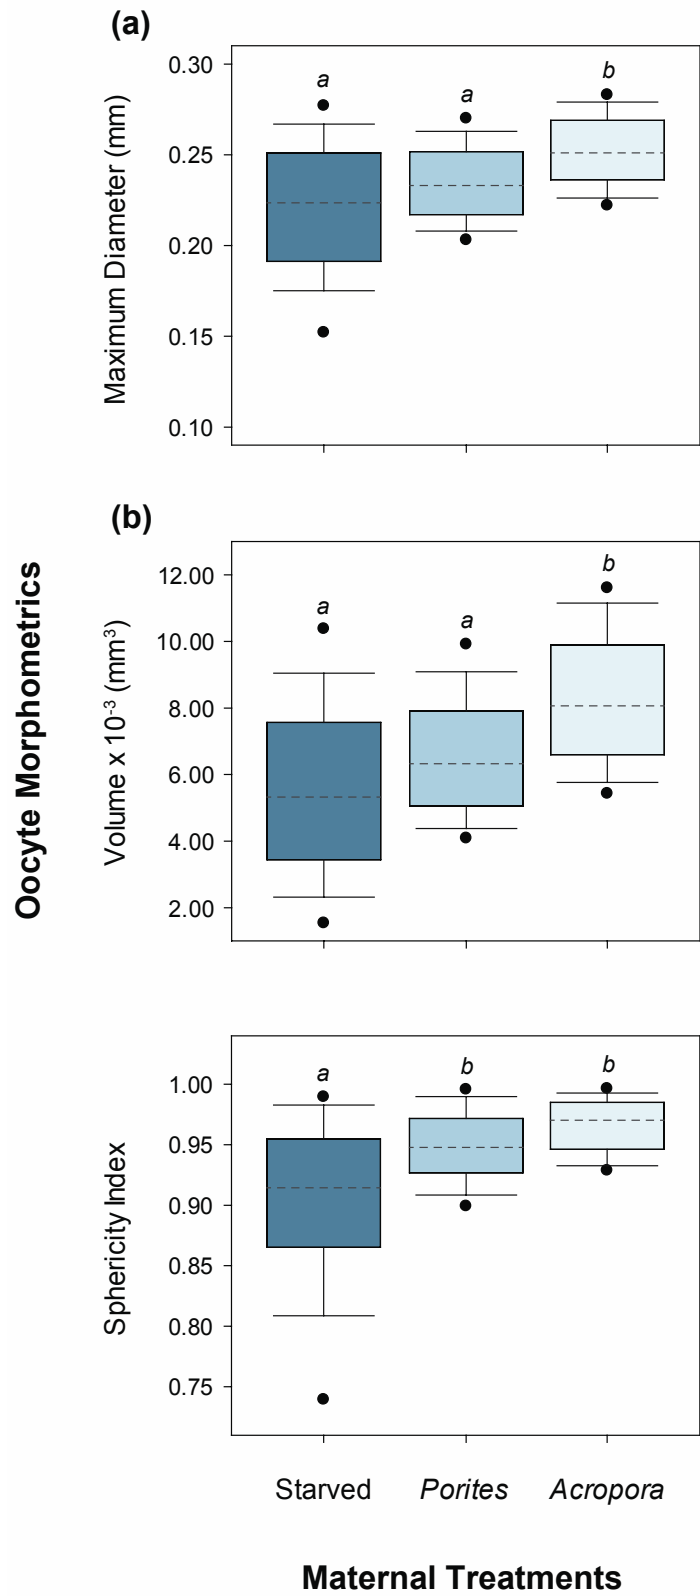 (a)
Maximum Diameter (mm)
0.30
0.25
0.20
0.15
0.10
a
a
b
(b)
Oocyte Morphometrics
Volume x 10⁻³ (mm³)
12.00
10.00
8.00
6.00
4.00
2.00
a
a
b
Sphericity Index
1.00
0.95
0.90
0.85
0.80
0.75
a
b
b
Starved Porites Acropora
Maternal Treatments